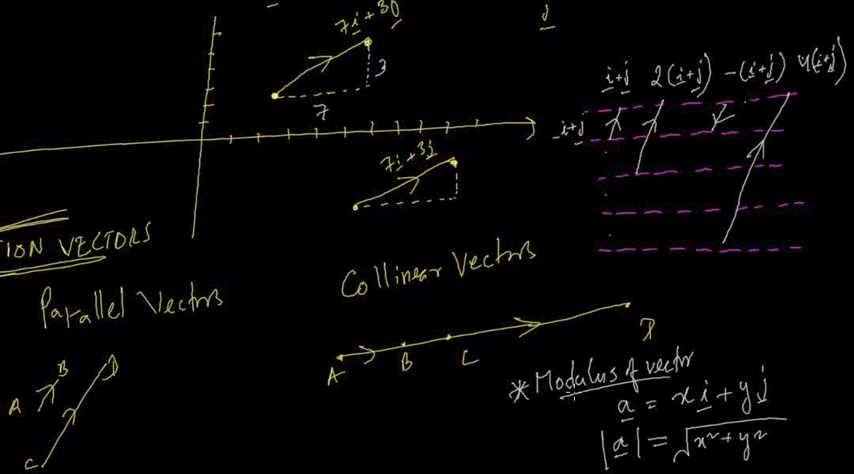 7i + 3j
3
7
7i + 3j
i+j 2(i+j) -(i+j) 4(i+j)
-i+j
TION VECTORS
Parallel Vectors
Collinear Vectors
A B C D
A B
C D
* Modulus of vector
a = xi + yj
|a| = √x² + y²